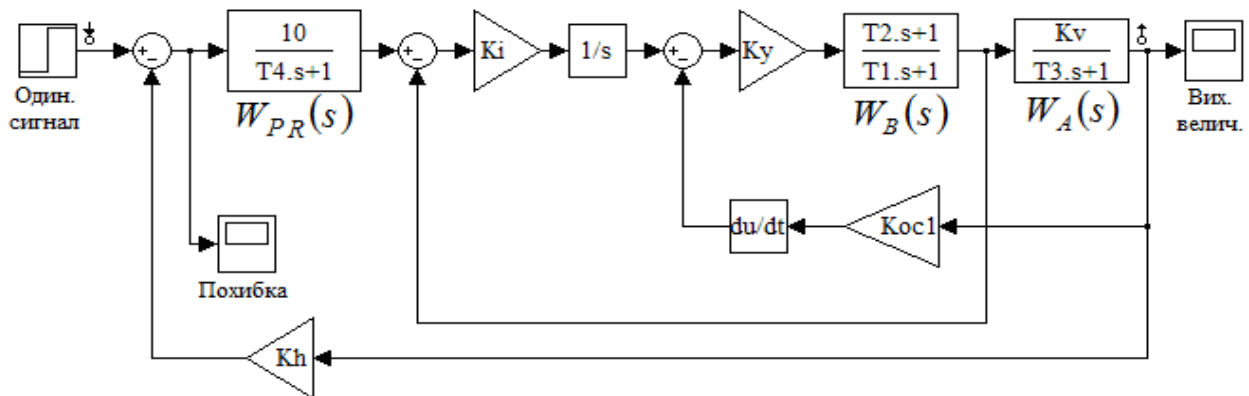 Один.
сигнал
10
T4.s+1
W_PR(s)
Ki
1/s
Ky
T2.s+1
T1.s+1
W_B(s)
Kv
T3.s+1
W_A(s)
Вих.
велич.
du/dt
Koc1
Похибка
Kh